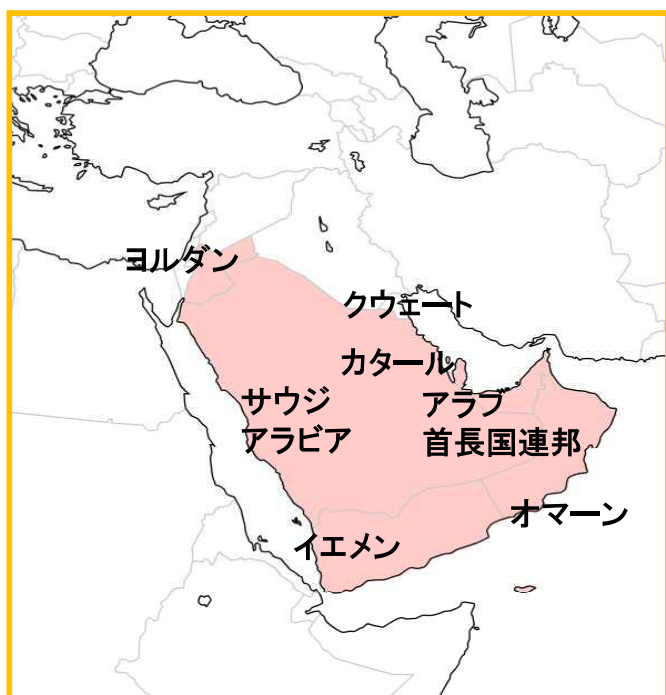 ヨルダン
クウェート
カタール
サウジ
アラビア
アラブ
首長国連邦
オマーン
イエメン